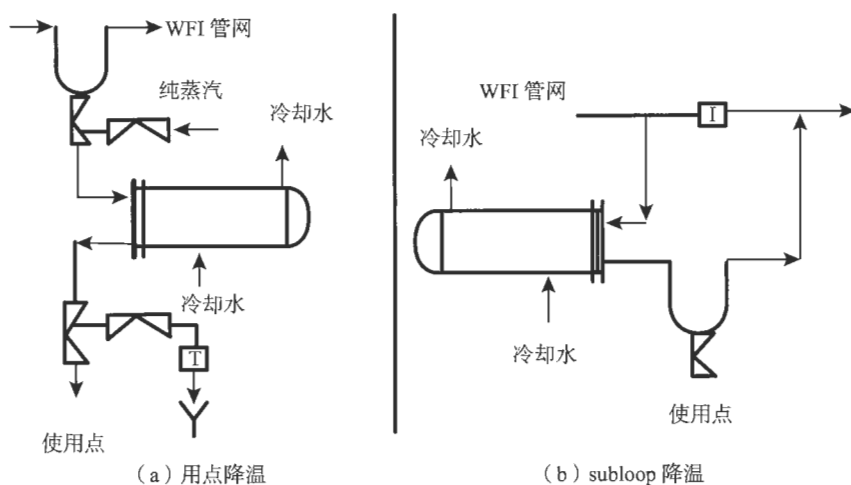 WFI 管网
纯蒸汽
冷却水
冷却水
T
使用点
(a)用点降温
WFI 管网
I
冷却水
冷却水
使用点
(b)subloop 降温